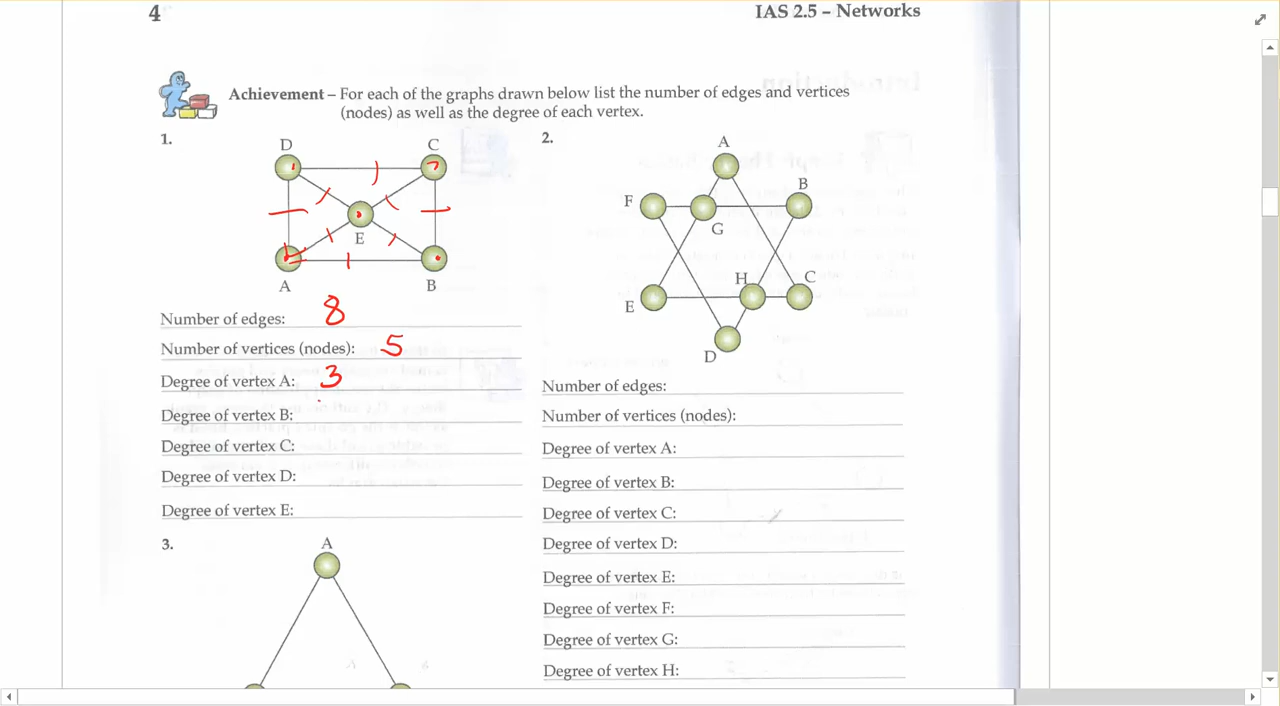 4
IAS 2.5 – Networks
Achievement – For each of the graphs drawn below list the number of edges and vertices
(nodes) as well as the degree of each vertex.
1.
D
C
E
A
B
Number of edges: 8
Number of vertices (nodes): 5
Degree of vertex A: 3
Degree of vertex B:
Degree of vertex C:
Degree of vertex D:
Degree of vertex E:
2.
A
B
F
G
H
C
E
D
Number of edges:
Number of vertices (nodes):
Degree of vertex A:
Degree of vertex B:
Degree of vertex C:
Degree of vertex D:
Degree of vertex E:
Degree of vertex F:
Degree of vertex G:
Degree of vertex H:
3.
A